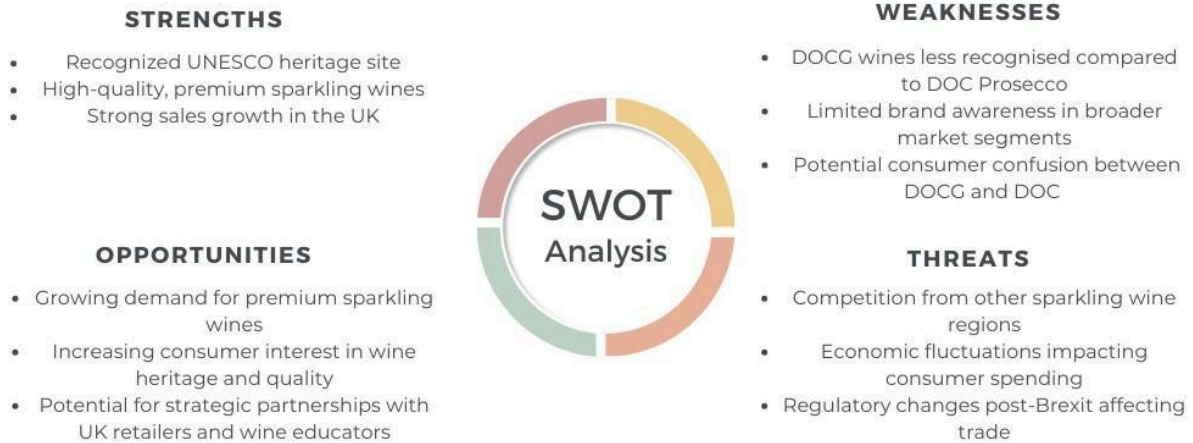 STRENGTHS
• Recognized UNESCO heritage site
• High-quality, premium sparkling wines
• Strong sales growth in the UK
WEAKNESSES
• DOCG wines less recognised compared
to DOC Prosecco
• Limited brand awareness in broader
market segments
• Potential consumer confusion between
DOCG and DOC
SWOT
Analysis
OPPORTUNITIES
• Growing demand for premium sparkling
wines
• Increasing consumer interest in wine
heritage and quality
• Potential for strategic partnerships with
UK retailers and wine educators
THREATS
• Competition from other sparkling wine
regions
• Economic fluctuations impacting
consumer spending
• Regulatory changes post-Brexit affecting
trade